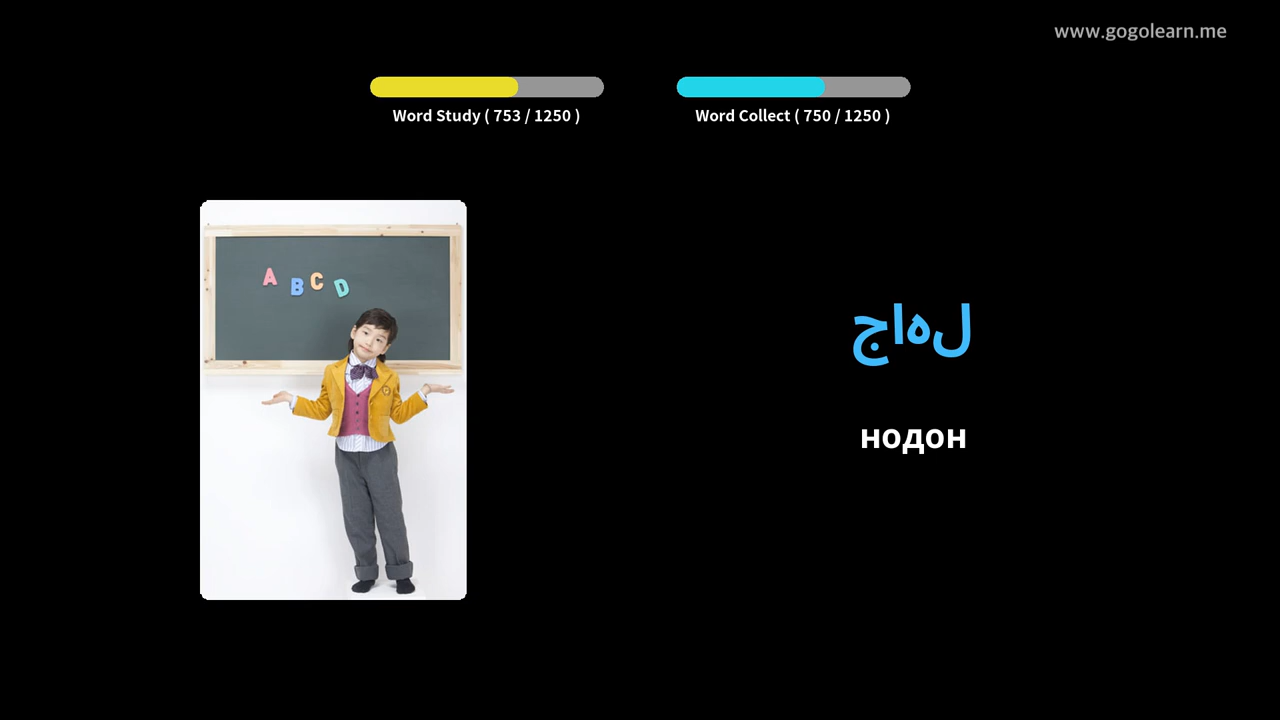 www.gogolearn.me
Word Study ( 753 / 1250 )
Word Collect ( 750 / 1250 )
A B C D
جاهل
нодон